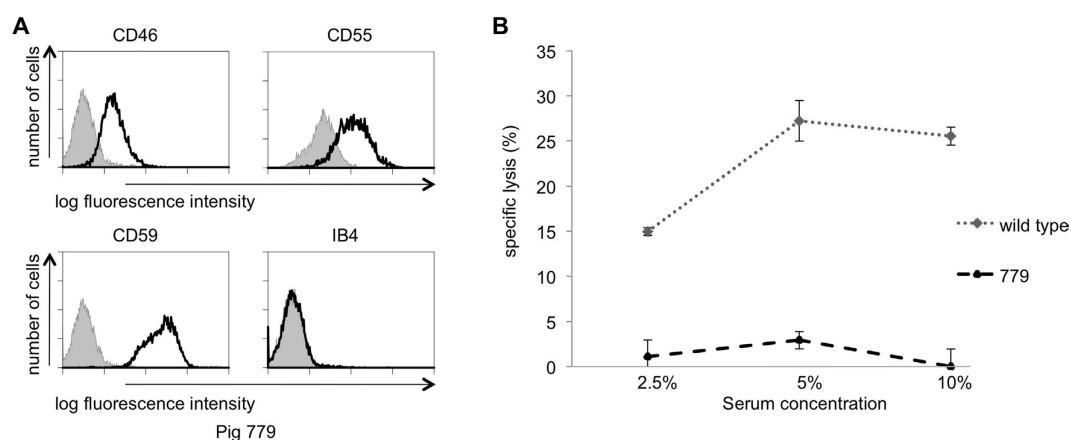 A
CD46
CD55
number of cells
log fluorescence intensity
CD59
IB4
number of cells
log fluorescence intensity
Pig 779
B
specific lysis (%)
35
30
25
20
15
10
5
0
2.5%
5%
10%
Serum concentration
wild type
779